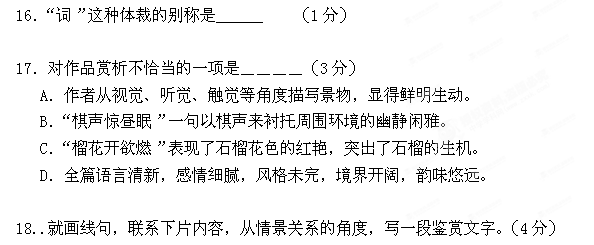 16．“词”这种体裁的别称是______ （1分）
17．对作品赏析不恰当的一项是＿＿＿＿（3分）
A．作者从视觉、听觉、触觉等角度描写景物，显得鲜明生动。
B．“棋声惊昼眠”一句以棋声来衬托周围环境的幽静闲雅。
C．“榴花开欲燃”表现了石榴花色的红艳，突出了石榴的生机。
D．全篇语言清新，感情细腻，风格未完，境界开阔，韵味悠远。
18．.就画线句，联系下片内容，从情景关系的角度，写一段鉴赏文字。（4分）